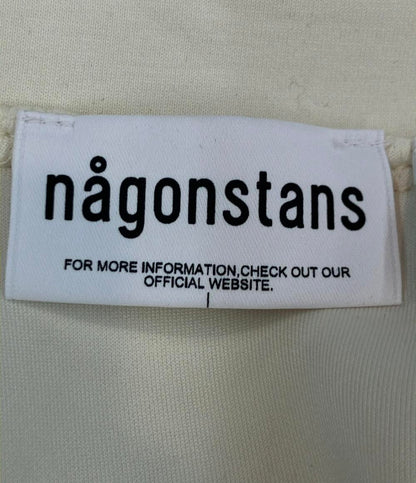 någonstans
FOR MORE INFORMATION,CHECK OUT OUR
OFFICIAL WEBSITE.